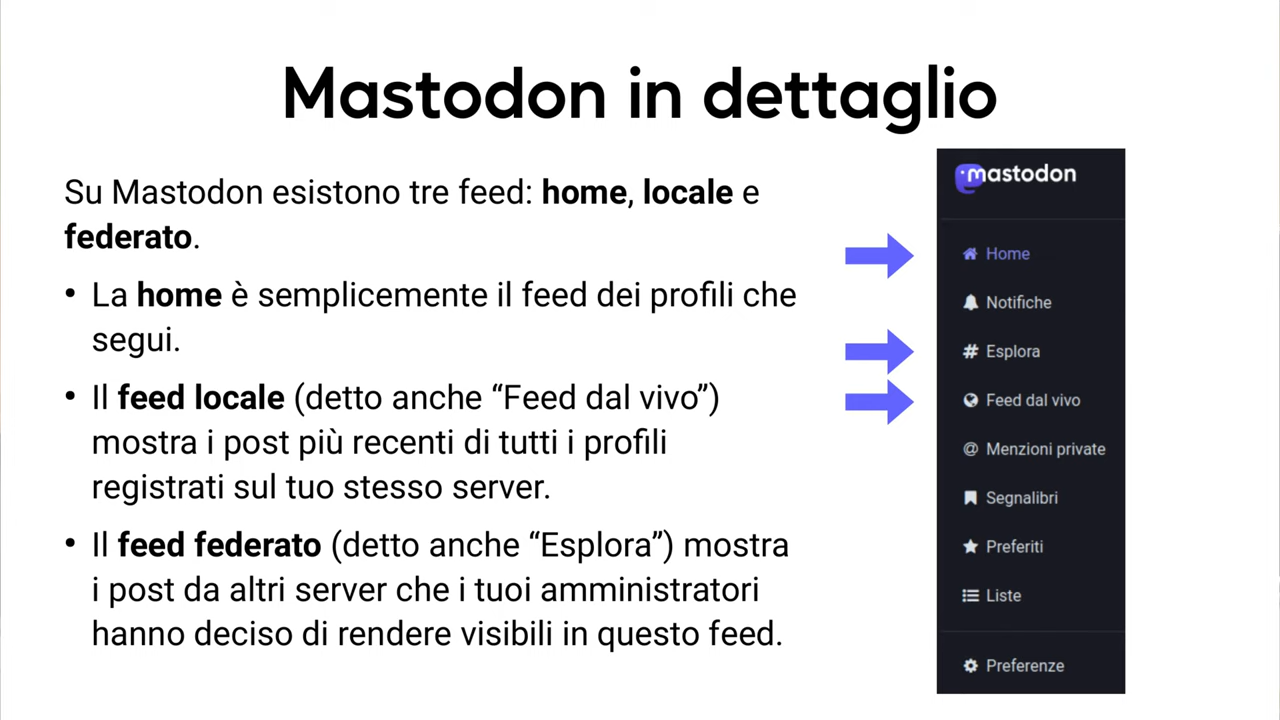 Mastodon in dettaglio
Su Mastodon esistono tre feed: home, locale e
federato.
• La home è semplicemente il feed dei profili che
segui.
• Il feed locale (detto anche “Feed dal vivo”)
mostra i post più recenti di tutti i profili
registrati sul tuo stesso server.
• Il feed federato (detto anche “Esplora”) mostra
i post da altri server che i tuoi amministratori
hanno deciso di rendere visibili in questo feed.
mastodon
Home
Notifiche
# Esplora
Feed dal vivo
@ Menzioni private
Segnalibri
Preferiti
Liste
Preferenze